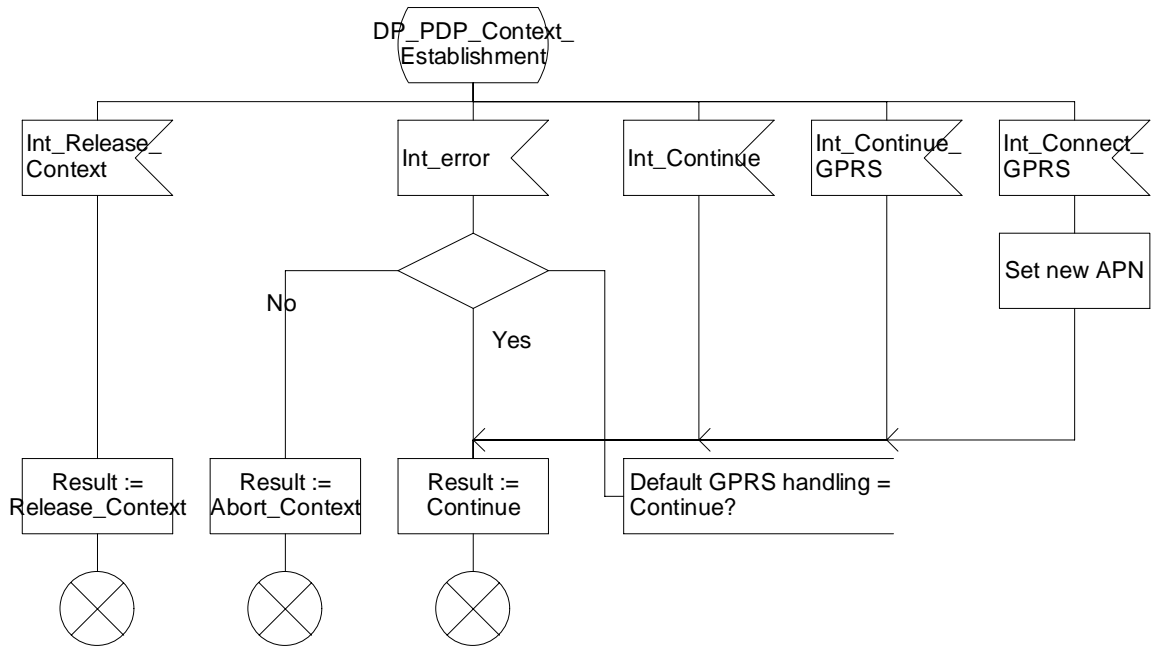 DP_PDP_Context_
Establishment
Int_Release_
Context
Int_error
Int_Continue
Int_Continue_
GPRS
Int_Connect_
GPRS
Set new APN
No
Yes
Result :=
Release_Context
Result :=
Abort_Context
Result :=
Continue
Default GPRS handling =
Continue?